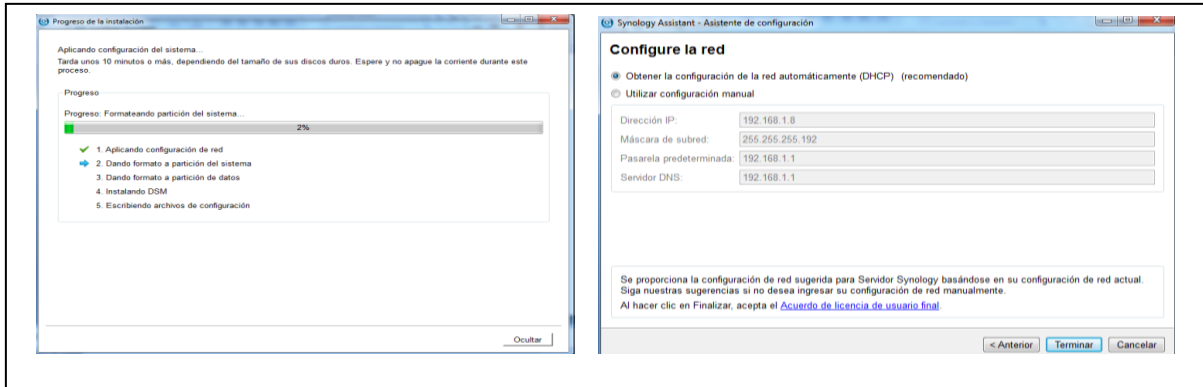 Progreso de la instalación
Aplicando configuración del sistema...
Tarda unos 10 minutos o más, dependiendo del tamaño de sus discos duros. Espere y no apague la corriente durante este
proceso.
Progreso
Progreso: Formateando partición del sistema...
2%
1. Aplicando configuración de red
2. Dando formato a partición del sistema
3. Dando formato a partición de datos
4. Instalando DSM
5. Escribiendo archivos de configuración
Ocultar
Synology Assistant - Asistente de configuración
Configure la red
Obtener la configuración de la red automáticamente (DHCP) (recomendado)
Utilizar configuración manual
Dirección IP: 192.168.1.8
Máscara de subred: 255.255.255.192
Pasarela predeterminada: 192.168.1.1
Servidor DNS: 192.168.1.1
Se proporciona la configuración de red sugerida para Servidor Synology basándose en su configuración de red actual.
Siga nuestras sugerencias si no desea ingresar su configuración de red manualmente.
Al hacer clic en Finalizar, acepta el Acuerdo de licencia de usuario final.
< Anterior Terminar Cancelar